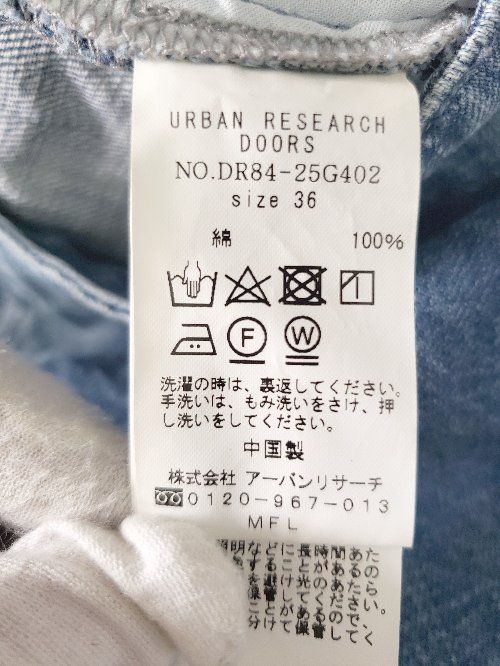 URBAN RESEARCH
DOORS
NO.DR84-25G402
size 36
綿 100%
F W
洗濯の時は、裏返してください。
手洗いは、もみ洗いをさけ、押
し洗いをしてください。
中国製
株式会社 アーバンリサーチ
0120-967-013
MFL